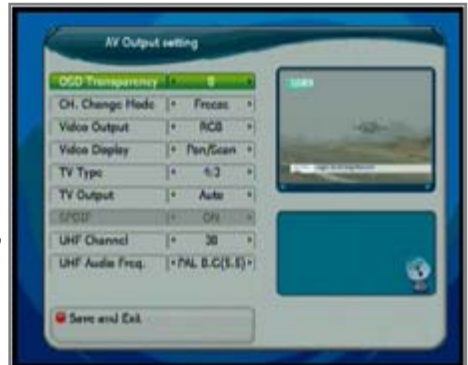 AV Output setting
OSD Transparency 0
CH. Change Mode Freeze
Video Output RGB
Video Display Pan/Scan
TV Type 4:3
TV Output Auto
SPDIF ON
UHF Channel 38
UHF Audio Freq. PAL B.G(5.5)
Save and Exit